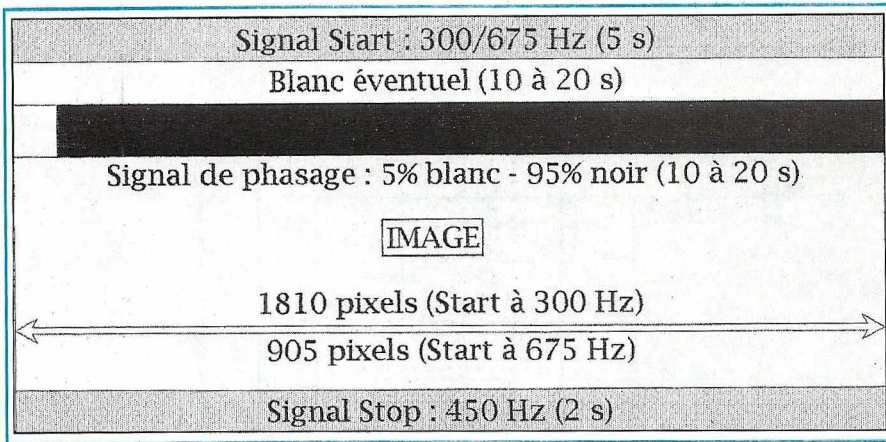 Signal Start : 300/675 Hz (5 s)
Blanc éventuel (10 à 20 s)
Signal de phasage : 5% blanc - 95% noir (10 à 20 s)
IMAGE
1810 pixels (Start à 300 Hz)
905 pixels (Start à 675 Hz)
Signal Stop : 450 Hz (2 s)